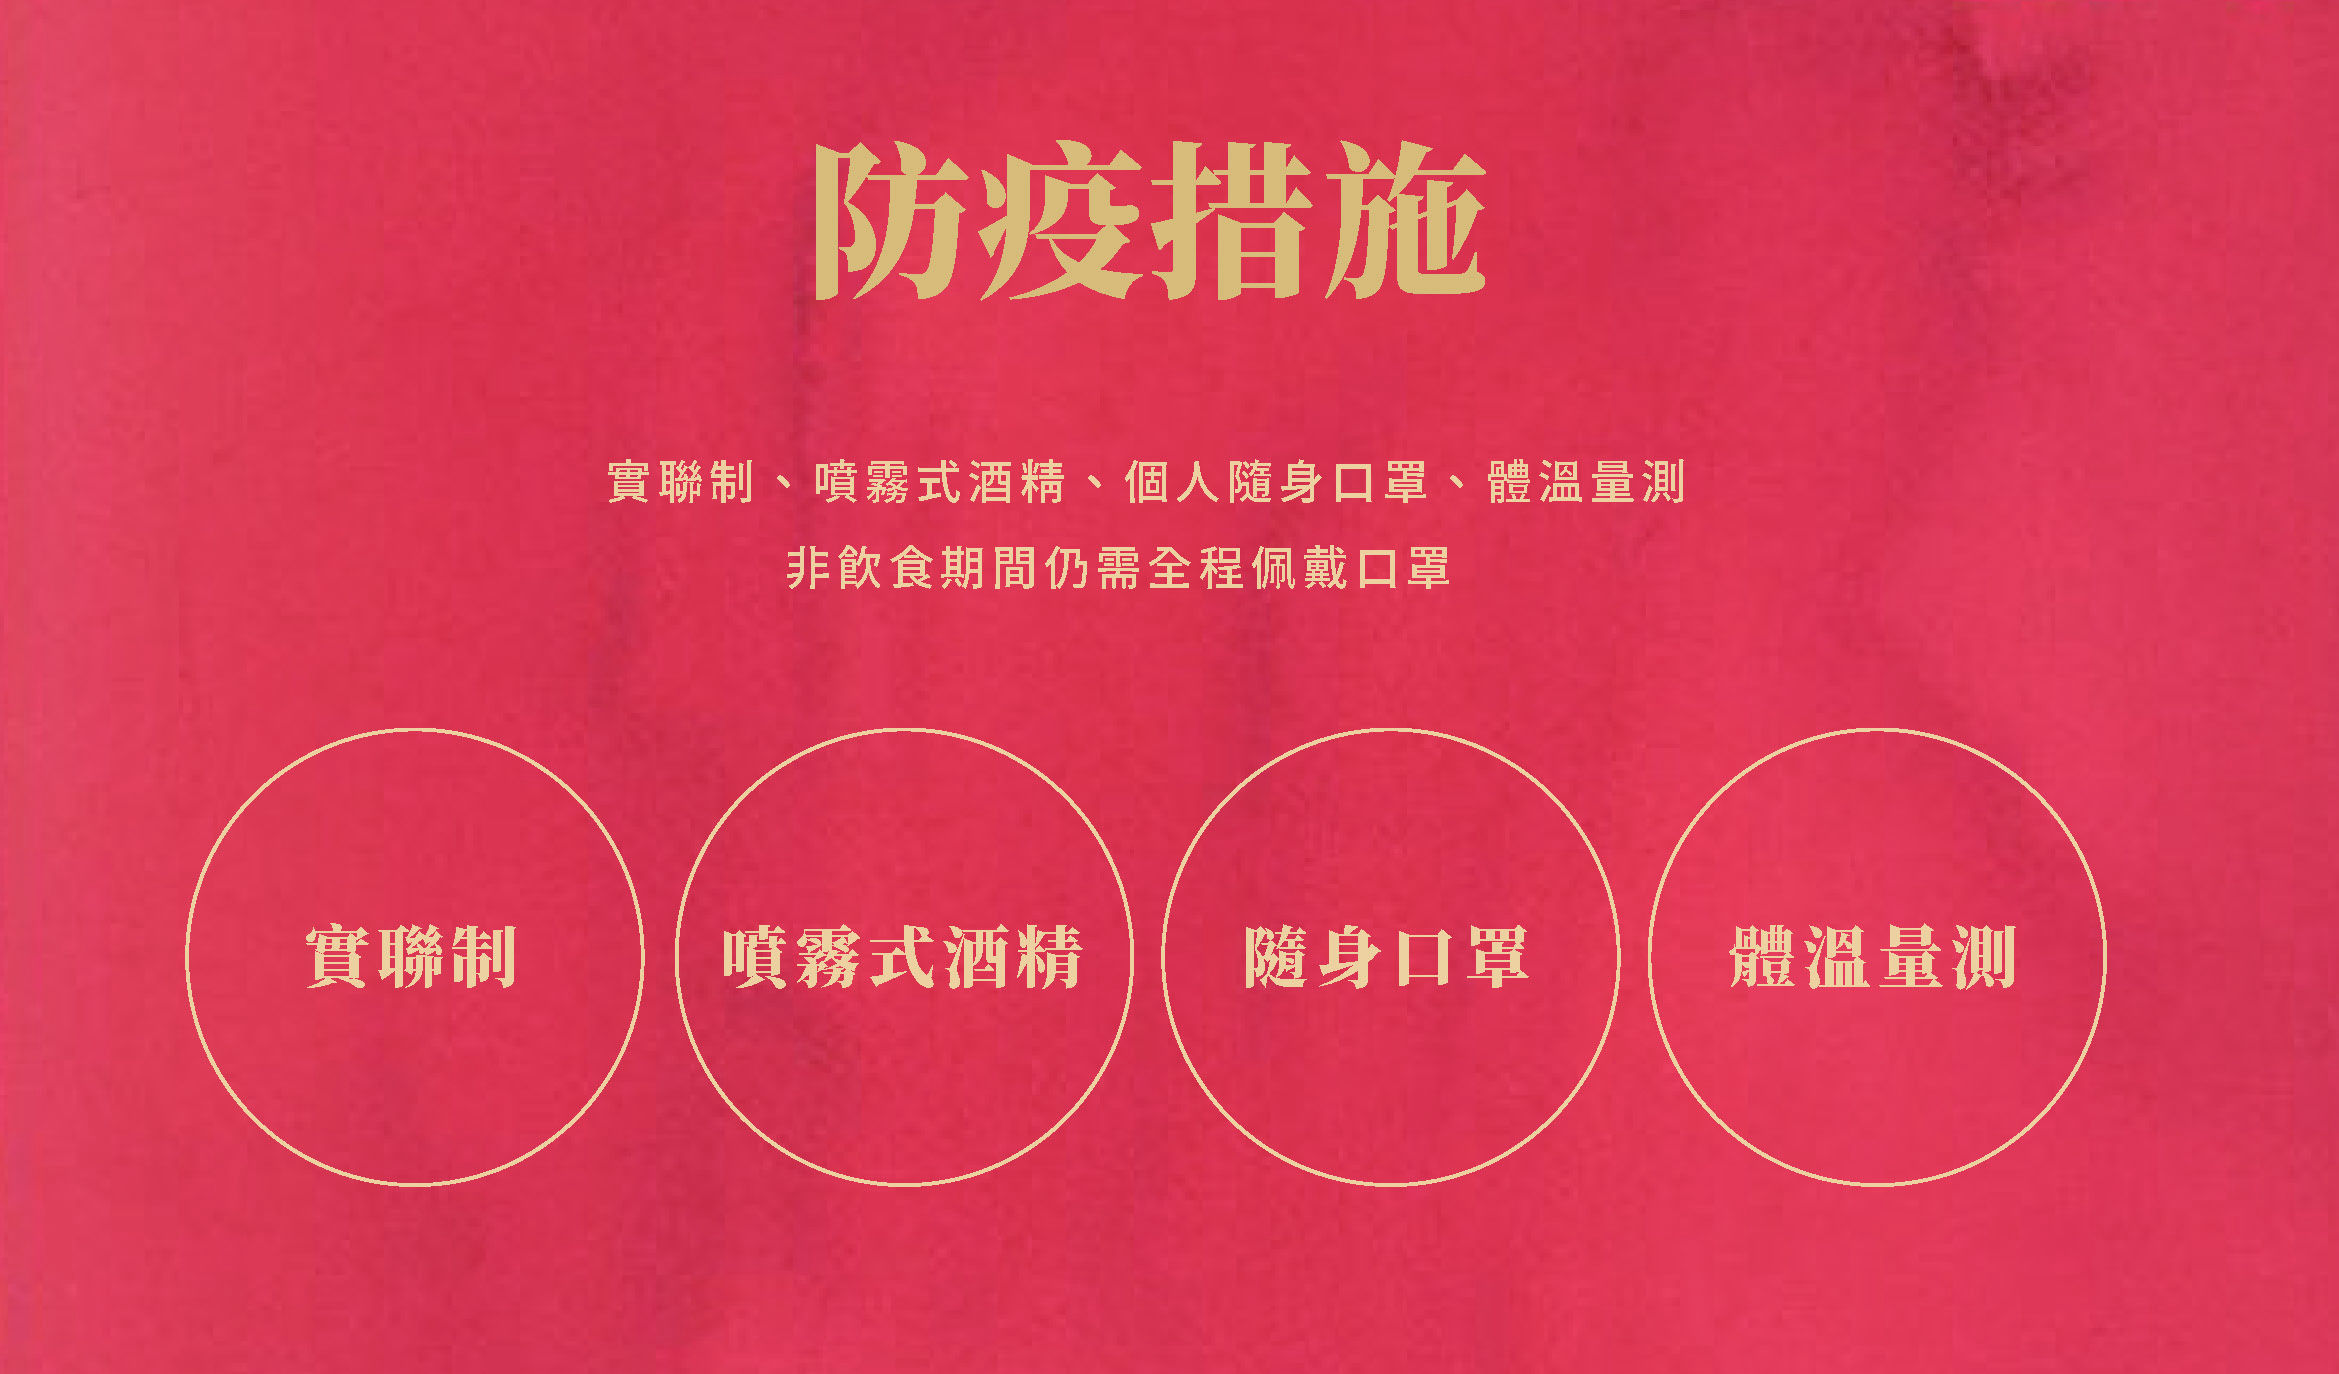 防疫措施
實聯制、噴霧式酒精、個人隨身口罩、體溫量測
非飲食期間仍需全程佩戴口罩
實聯制
噴霧式酒精
隨身口罩
體溫量測